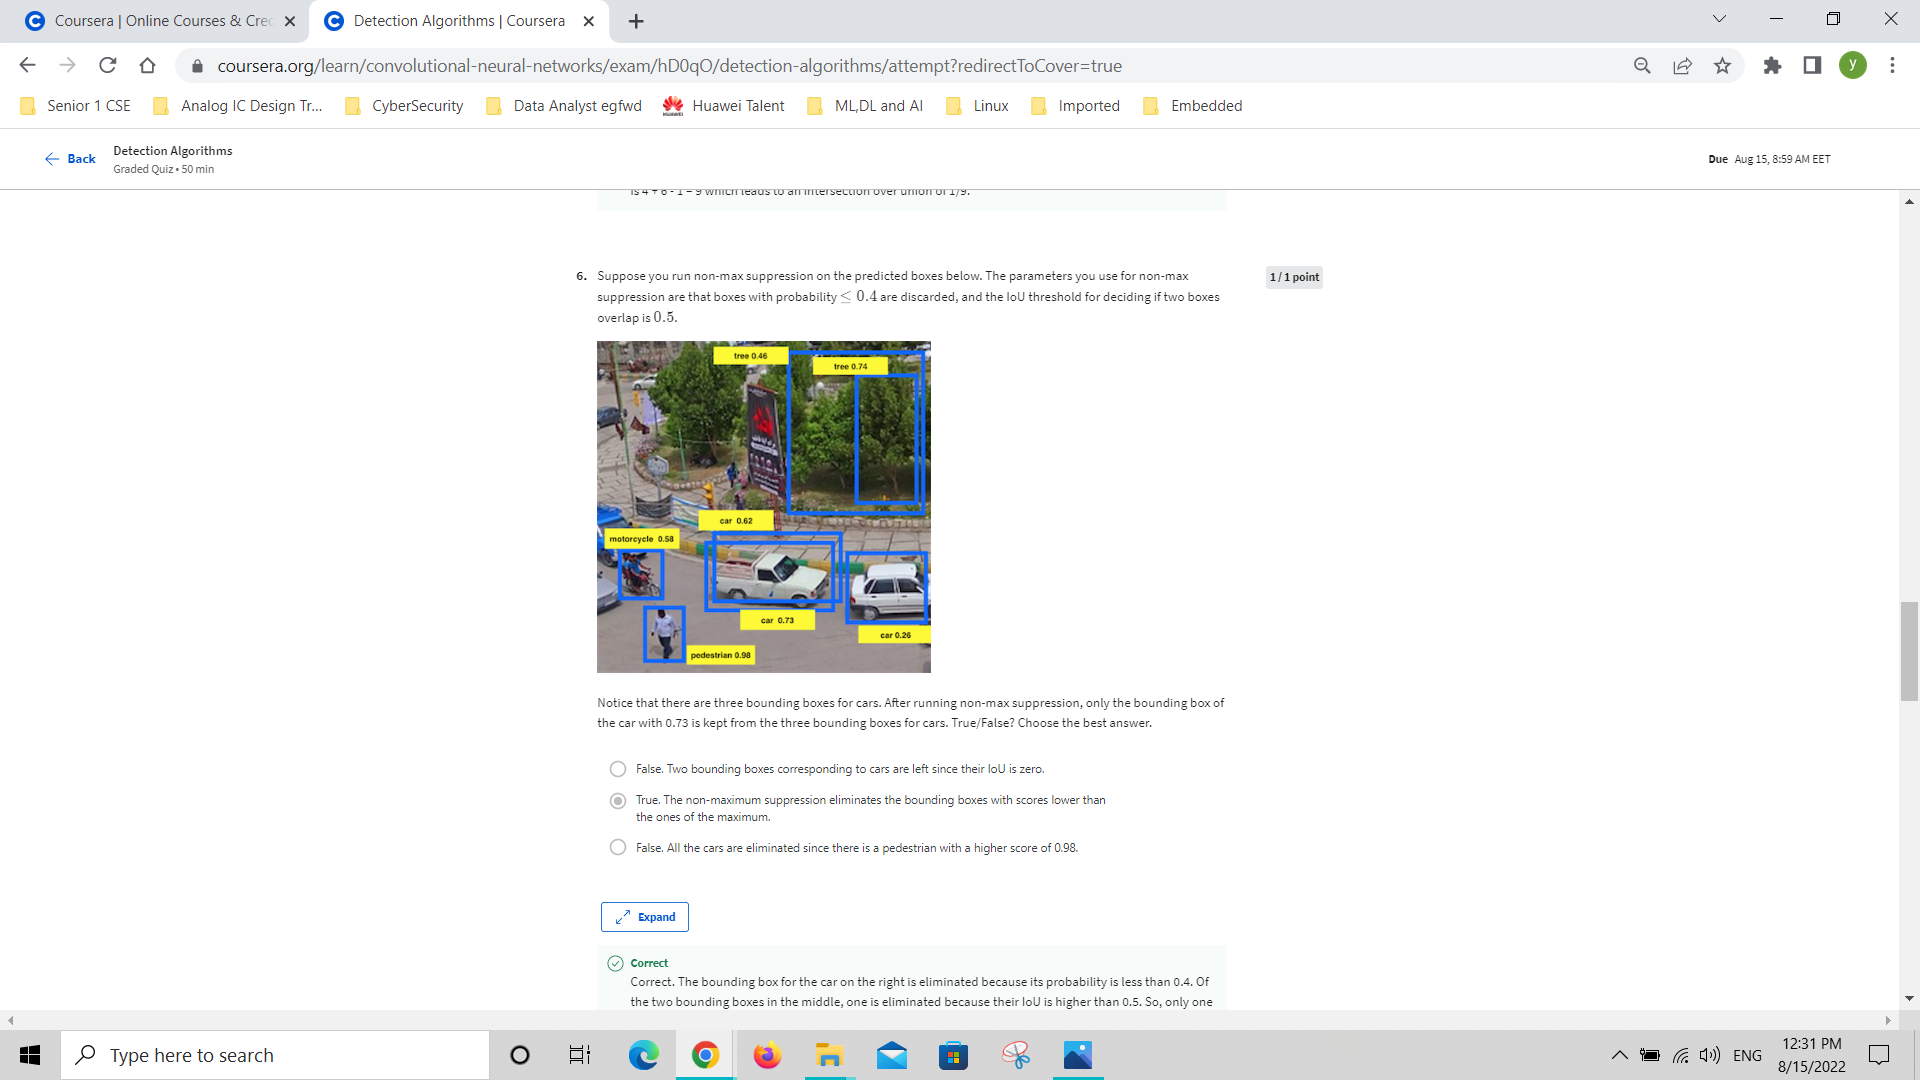 Coursera | Online Courses & Cre
Detection Algorithms | Coursera
coursera.org/learn/convolutional-neural-networks/exam/hD0qO/detection-algorithms/attempt?redirectToCover=true
y
Senior 1 CSE
Analog IC Design Tr...
CyberSecurity
Data Analyst egfwd
Huawei Talent
ML,DL and AI
Linux
Imported
Embedded
Back
Detection Algorithms
Graded Quiz • 50 min
Due Aug 15, 8:59 AM EET
is 4 + 6 - 1 = 9 which leads to an intersection over union of 1/9.
6. Suppose you run non-max suppression on the predicted boxes below. The parameters you use for non-max
suppression are that boxes with probability ≤ 0.4 are discarded, and the IoU threshold for deciding if two boxes
overlap is 0.5.
1 / 1 point
tree 0.46
tree 0.74
car 0.62
motorcycle 0.58
car 0.73
car 0.26
pedestrian 0.98
Notice that there are three bounding boxes for cars. After running non-max suppression, only the bounding box of
the car with 0.73 is kept from the three bounding boxes for cars. True/False? Choose the best answer.
False. Two bounding boxes corresponding to cars are left since their IoU is zero.
True. The non-maximum suppression eliminates the bounding boxes with scores lower than
the ones of the maximum.
False. All the cars are eliminated since there is a pedestrian with a higher score of 0.98.
Expand
Correct
Correct. The bounding box for the car on the right is eliminated because its probability is less than 0.4. Of
the two bounding boxes in the middle, one is eliminated because their IoU is higher than 0.5. So, only one
Type here to search
ENG
12:31 PM
8/15/2022